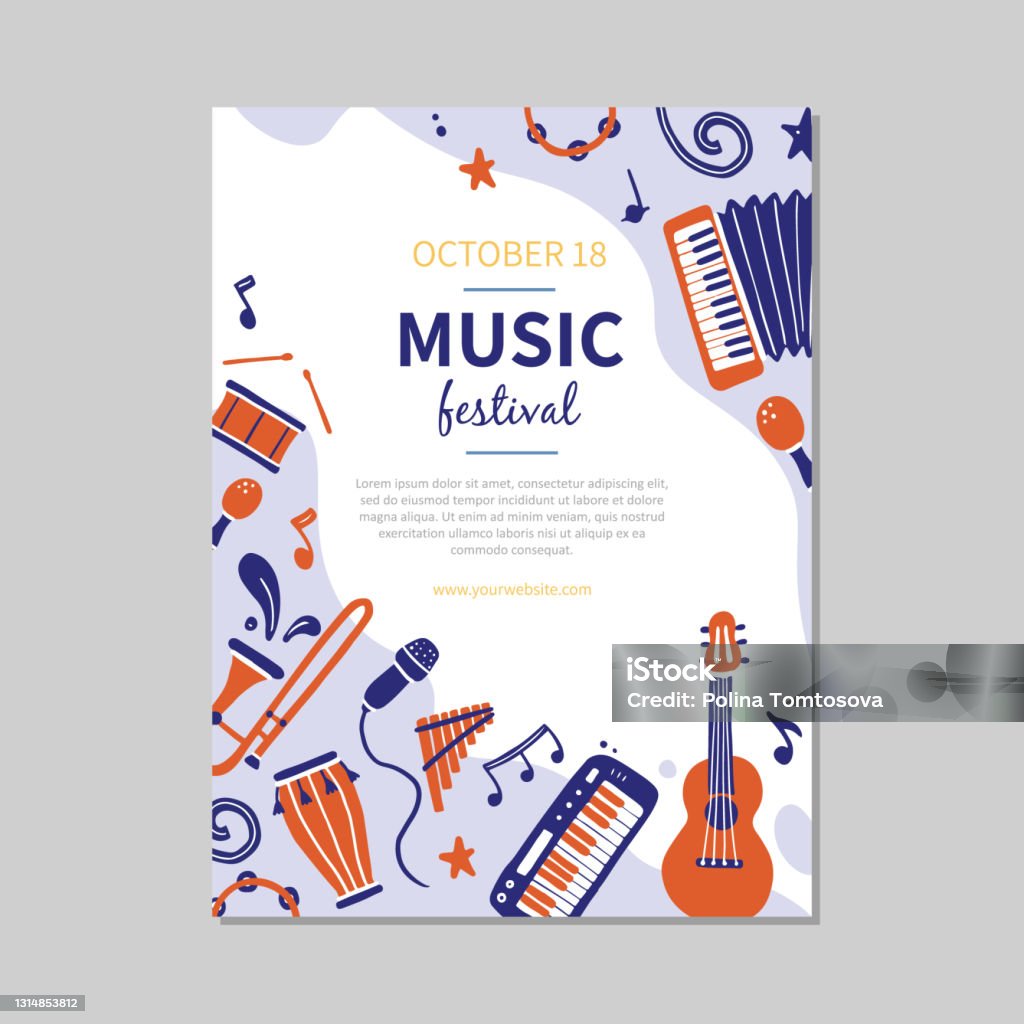 OCTOBER 18
MUSIC
festival
Lorem ipsum dolor sit amet, consectetur adipiscing elit,
sed do eiusmod tempor incididunt ut labore et dolore
magna aliqua. Ut enim ad minim veniam, quis nostrud
exercitation ullamco laboris nisi ut aliquip ex ea
commodo consequat.
www.yourwebsite.com
iStock
Credit: Polina Tomtosova
1314853812